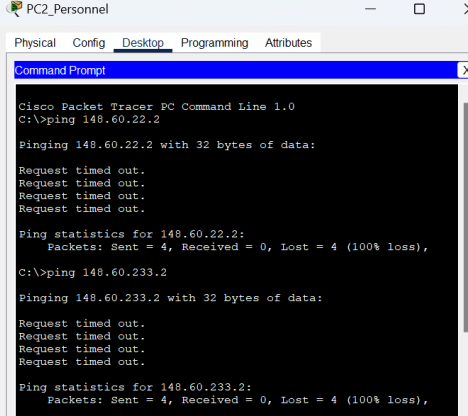 PC2_Personnel
Physical Config Desktop Programming Attributes
Command Prompt
X
Cisco Packet Tracer PC Command Line 1.0
C:\>ping 148.60.22.2
Pinging 148.60.22.2 with 32 bytes of data:
Request timed out.
Request timed out.
Request timed out.
Request timed out.
Ping statistics for 148.60.22.2:
Packets: Sent = 4, Received = 0, Lost = 4 (100% loss),
C:\>ping 148.60.233.2
Pinging 148.60.233.2 with 32 bytes of data:
Request timed out.
Request timed out.
Request timed out.
Request timed out.
Ping statistics for 148.60.233.2:
Packets: Sent = 4, Received = 0, Lost = 4 (100% loss),